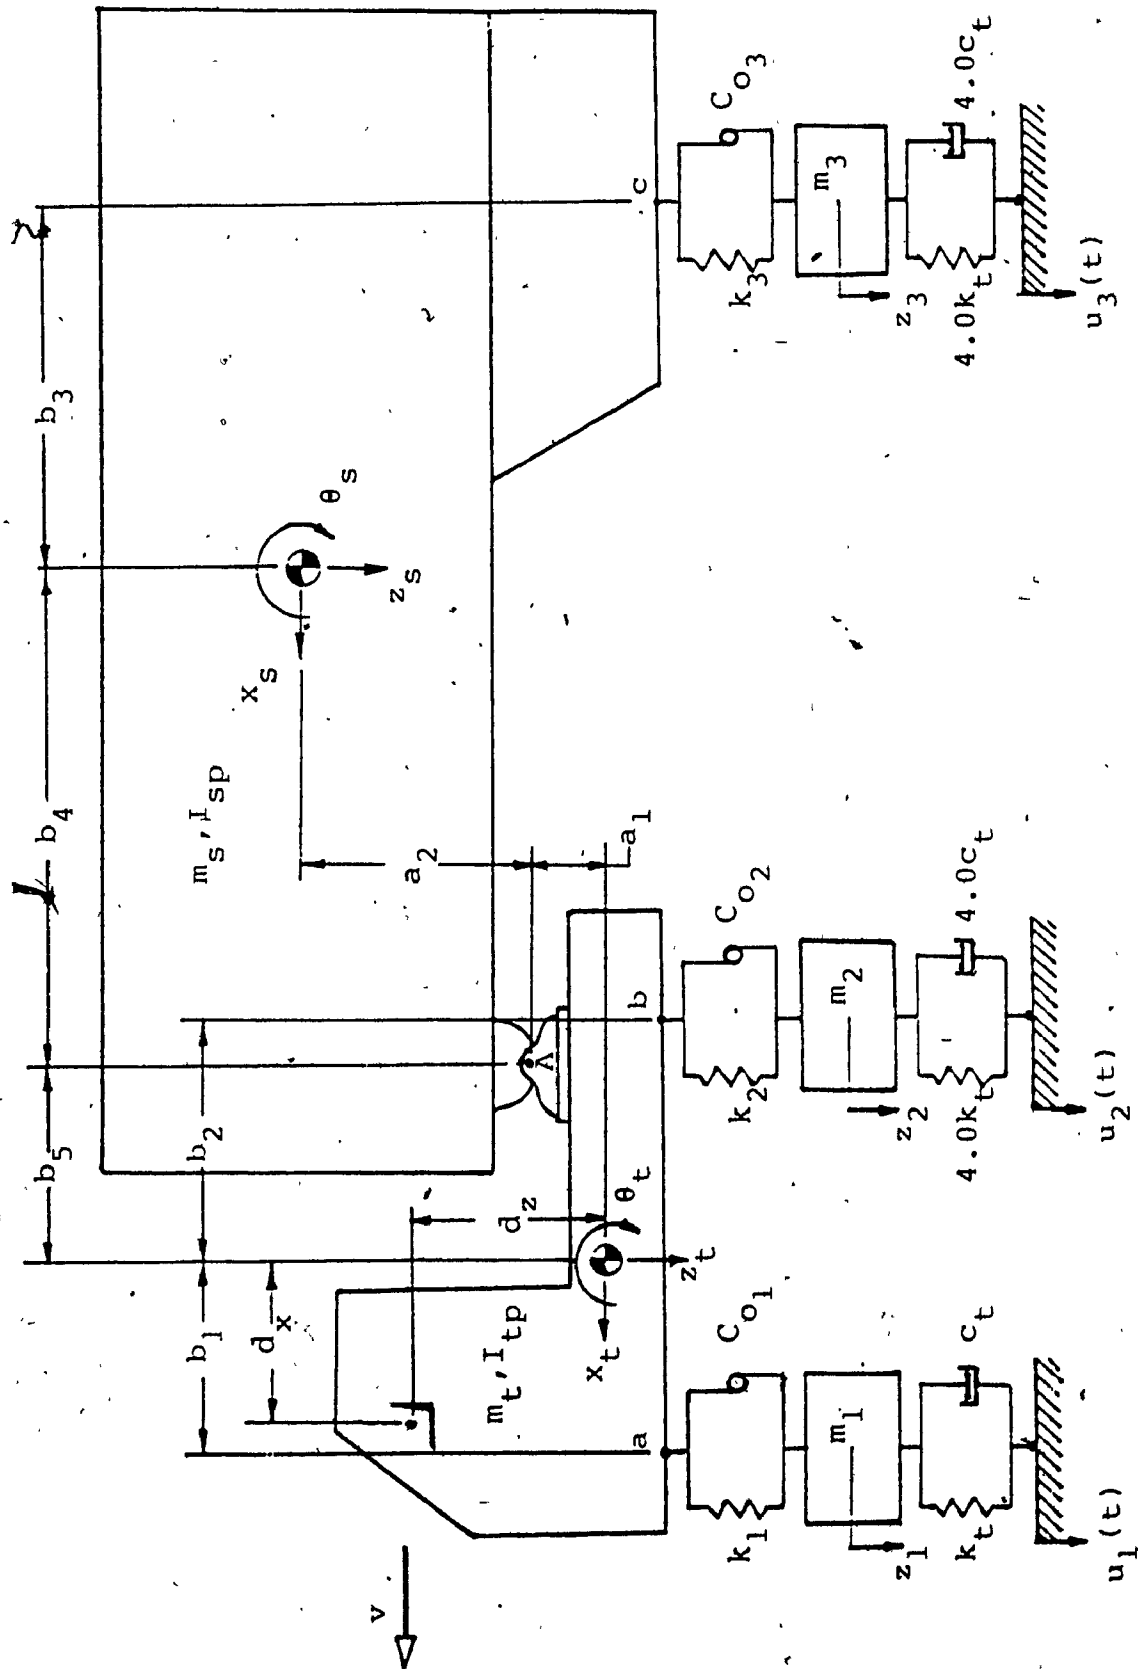 b₃
b₄
b₅
b₂
b₁
dₓ
θₛ
zₛ
xₛ
mₛ, Iₛₚ
a₂
a₁
A
d_z
θₜ
zₜ
xₜ
mₜ, Iₜₚ
v
a
b
c
k₁
Cₒ₁
k₂
Cₒ₂
k₃
Cₒ₃
m₁
z₁
m₂
z₂
m₃
z₃
kₜ
cₜ
4.0kₜ
4.0cₜ
4.0kₜ
4.0cₜ
u₁(t)
u₂(t)
u₃(t)